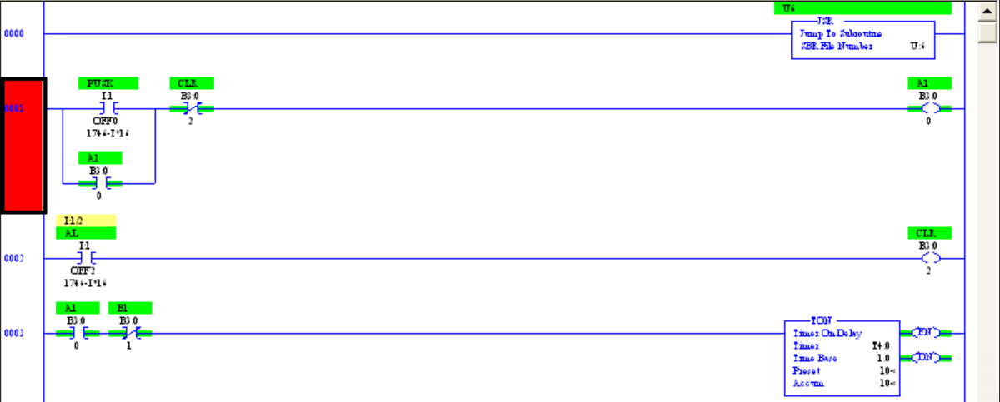 U:6
JSR
0000
Jump To Subroutine
SBR File Number U:6
PUSK CLR A1
I:1 B3:0 B3:0
0001
OFF0 2 0
1746-I*16
A1
B3:0
0
I:1/2
AL CLR
I:1 B3:0
0002
OFF2 2
1746-I*16
A1 B1
B3:0 B3:0
TON
0003
Timer On Delay EN
0 1
Timer T4:0
Time Base 1.0 DN
Preset 10<
Accum 10<